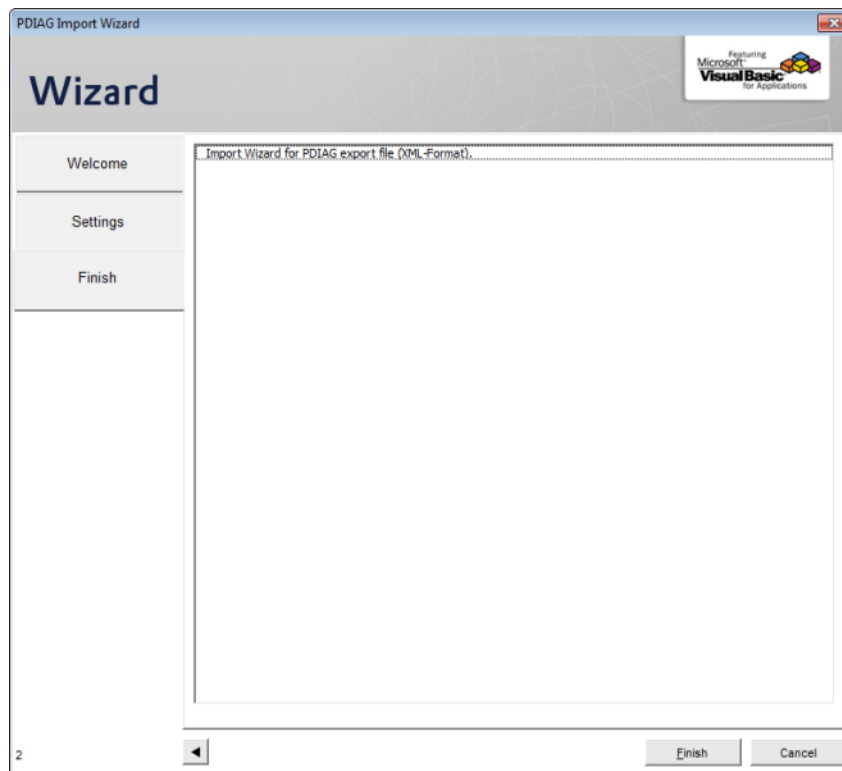 PDIAG Import Wizard
Wizard
Featuring
Microsoft®
Visual Basic
for Applications
Welcome
Settings
Finish
Import Wizard for PDIAG export file (XML-Format).
2
Finish
Cancel